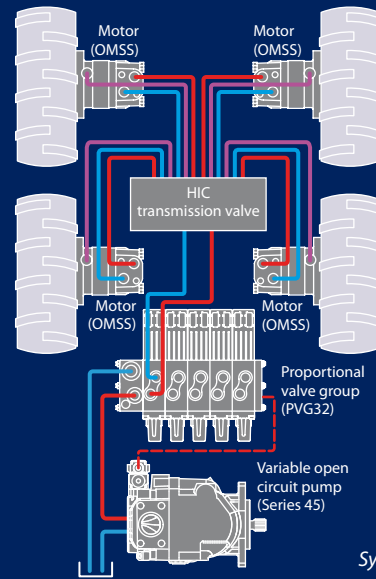 Motor
(OMSS)
Motor
(OMSS)
HIC
transmission valve
Motor
(OMSS)
Motor
(OMSS)
Proportional
valve group
(PVG32)
Variable open
circuit pump
(Series 45)
Sy